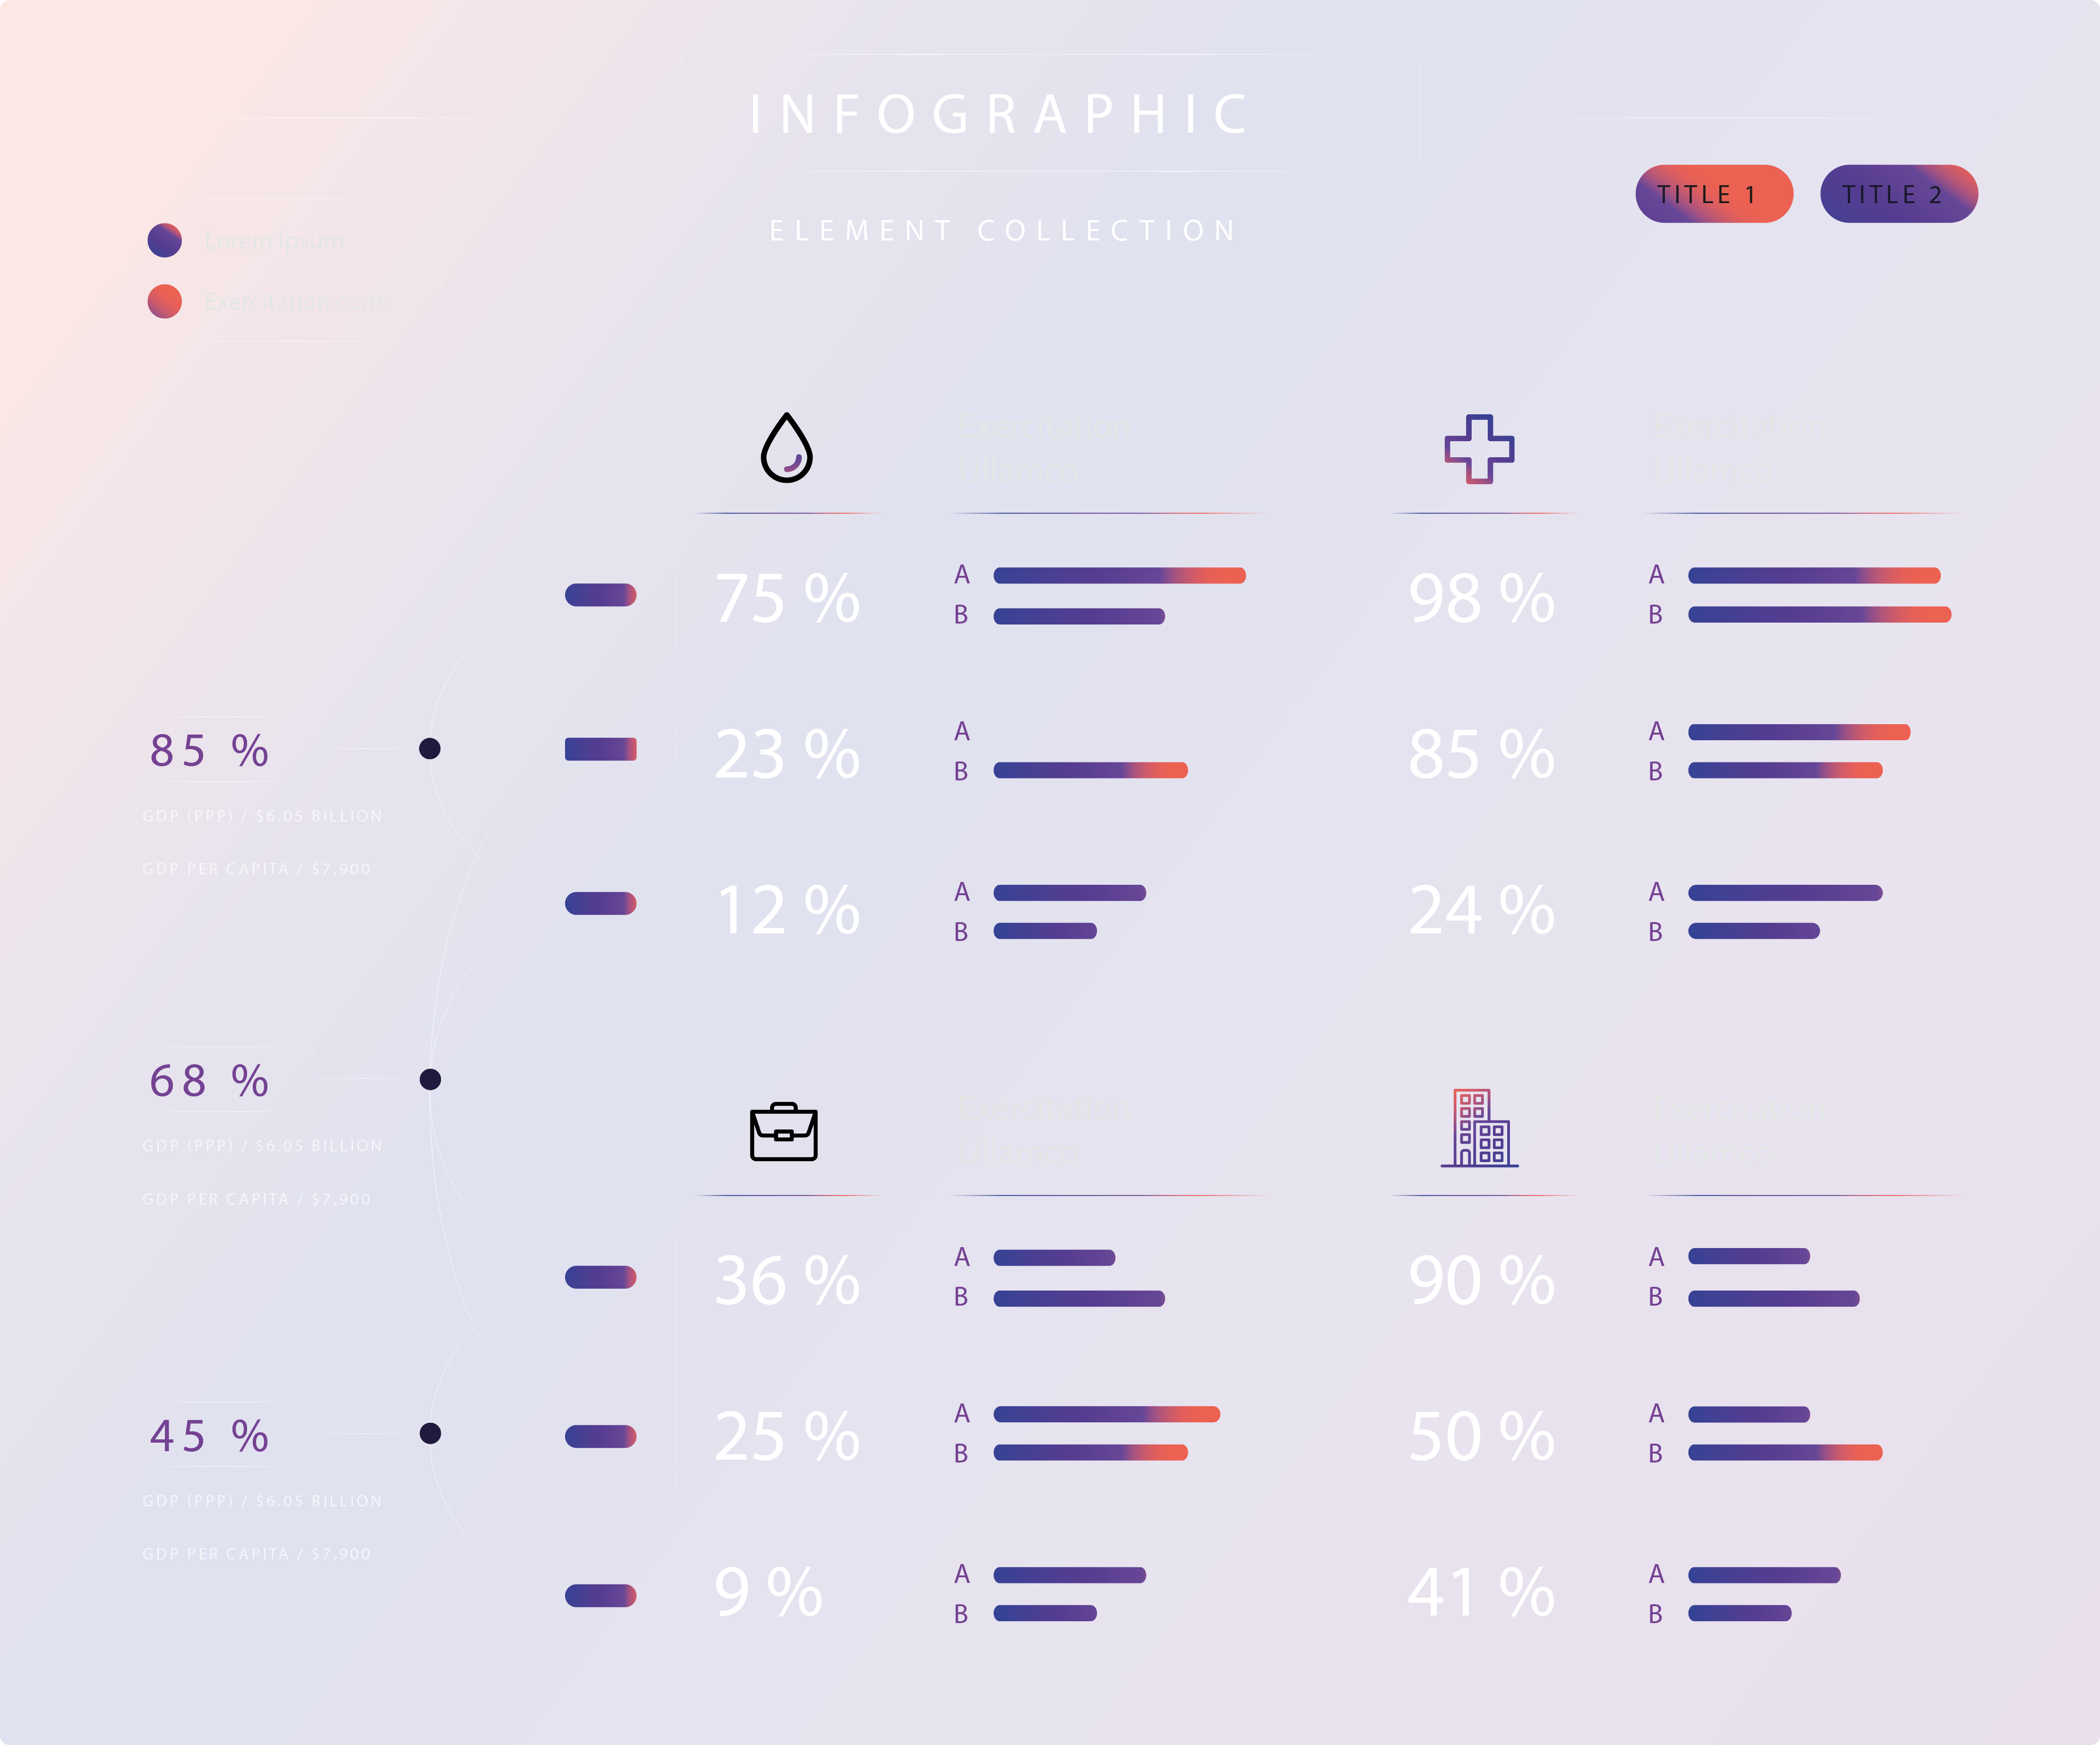 INFOGRAPHIC
ELEMENT COLLECTION
TITLE 1
TITLE 2
Lorem ipsum
Exercitation cons
Exercitation
Ullamco
85 %
GDP (PPP) / $6.05 BILLION
GDP PER CAPITA / $7,900
68 %
GDP (PPP) / $6.05 BILLION
GDP PER CAPITA / $7,900
45 %
GDP (PPP) / $6.05 BILLION
GDP PER CAPITA / $7,900
75 %
A
B
23 %
A
B
12 %
A
B
98 %
A
B
85 %
A
B
24 %
A
B
36 %
A
B
25 %
A
B
9 %
A
B
90 %
A
B
50 %
A
B
41 %
A
B